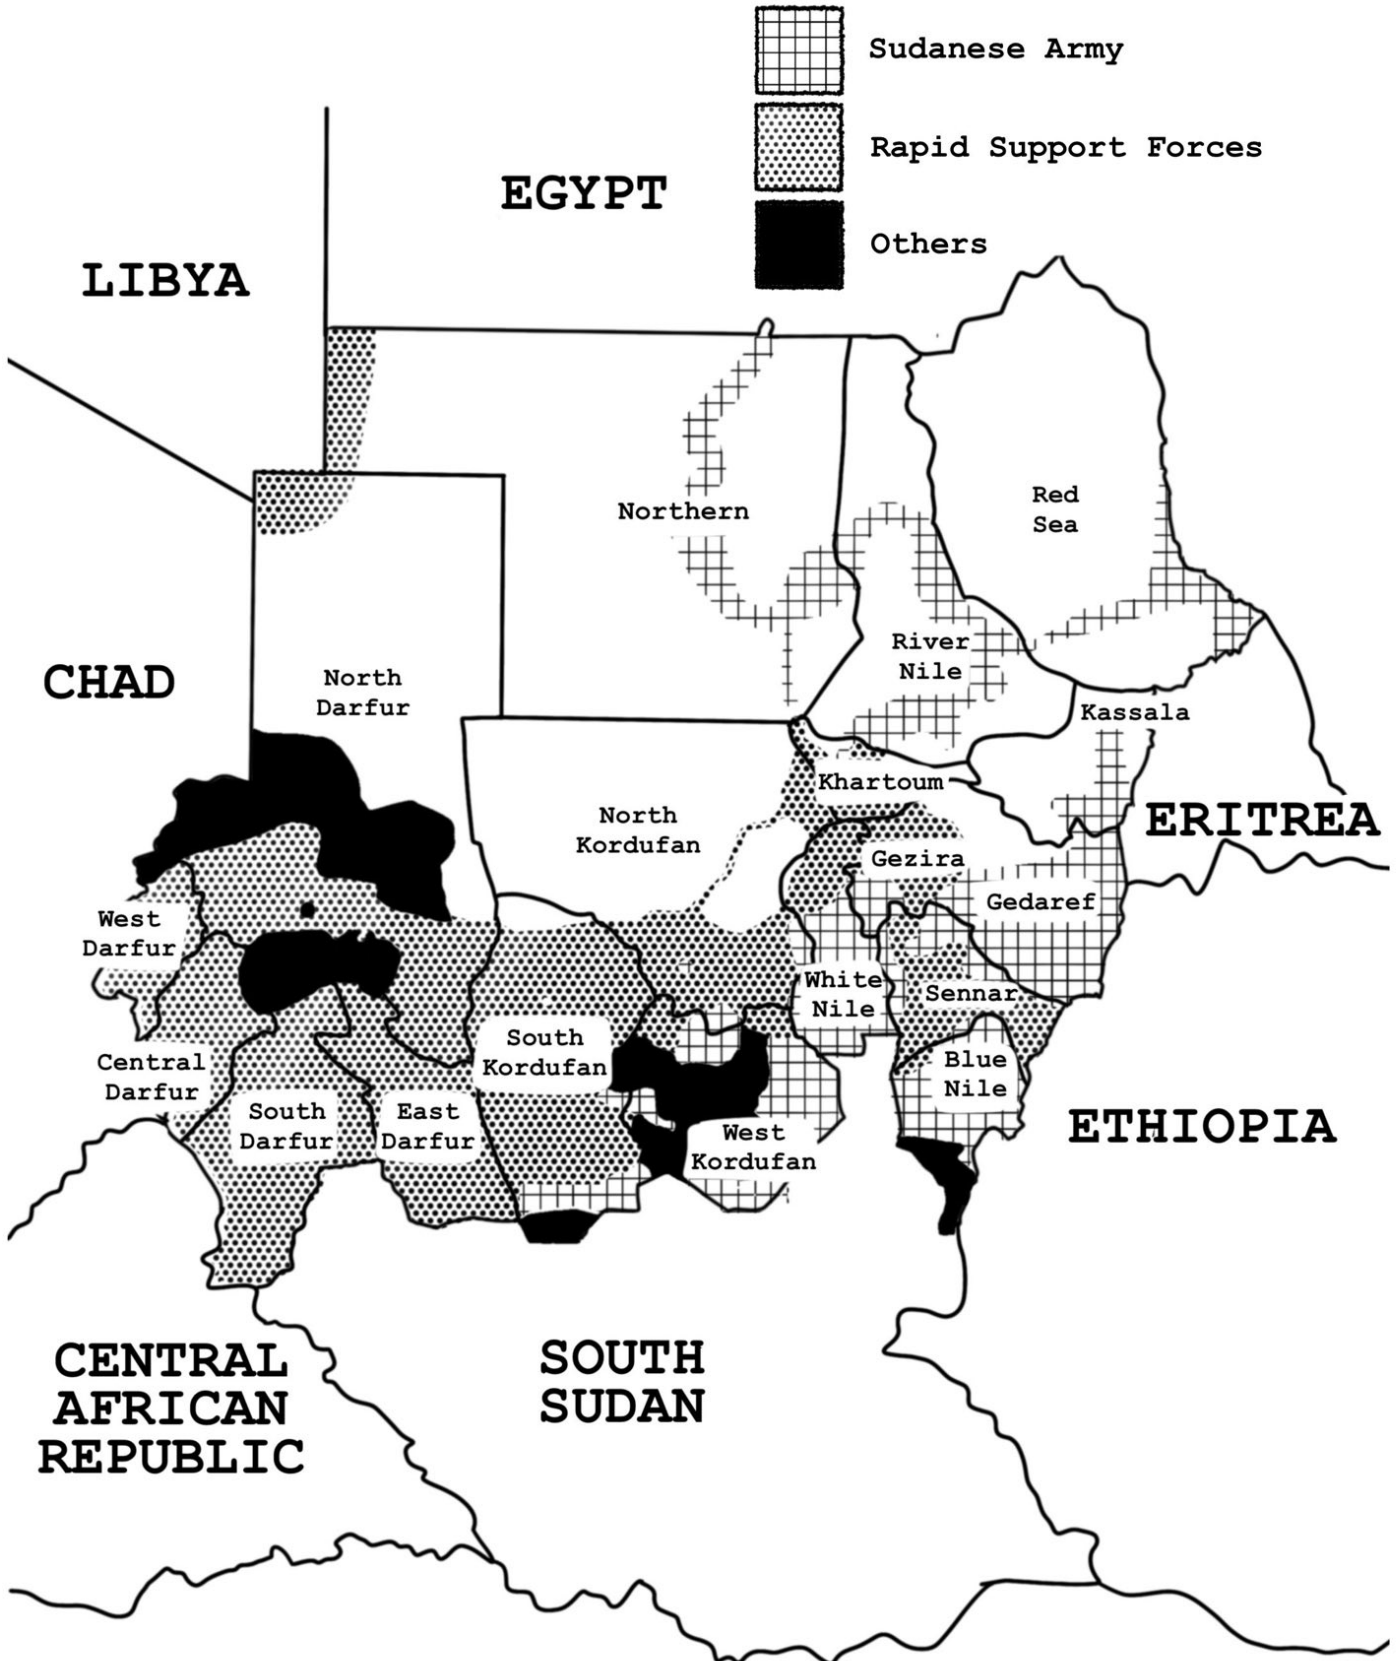 Sudanese Army
Rapid Support Forces
Others
EGYPT
LIBYA
Northern
Red
Sea
River
Nile
CHAD
North
Darfur
Kassala
Khartoum
North
Kordufan
ERITREA
Gezira
Gedaref
West
Darfur
White
Nile
Sennar
South
Kordufan
Central
Darfur
Blue
Nile
South
Darfur
East
Darfur
West
Kordufan
ETHIOPIA
CENTRAL
AFRICAN
REPUBLIC
SOUTH
SUDAN